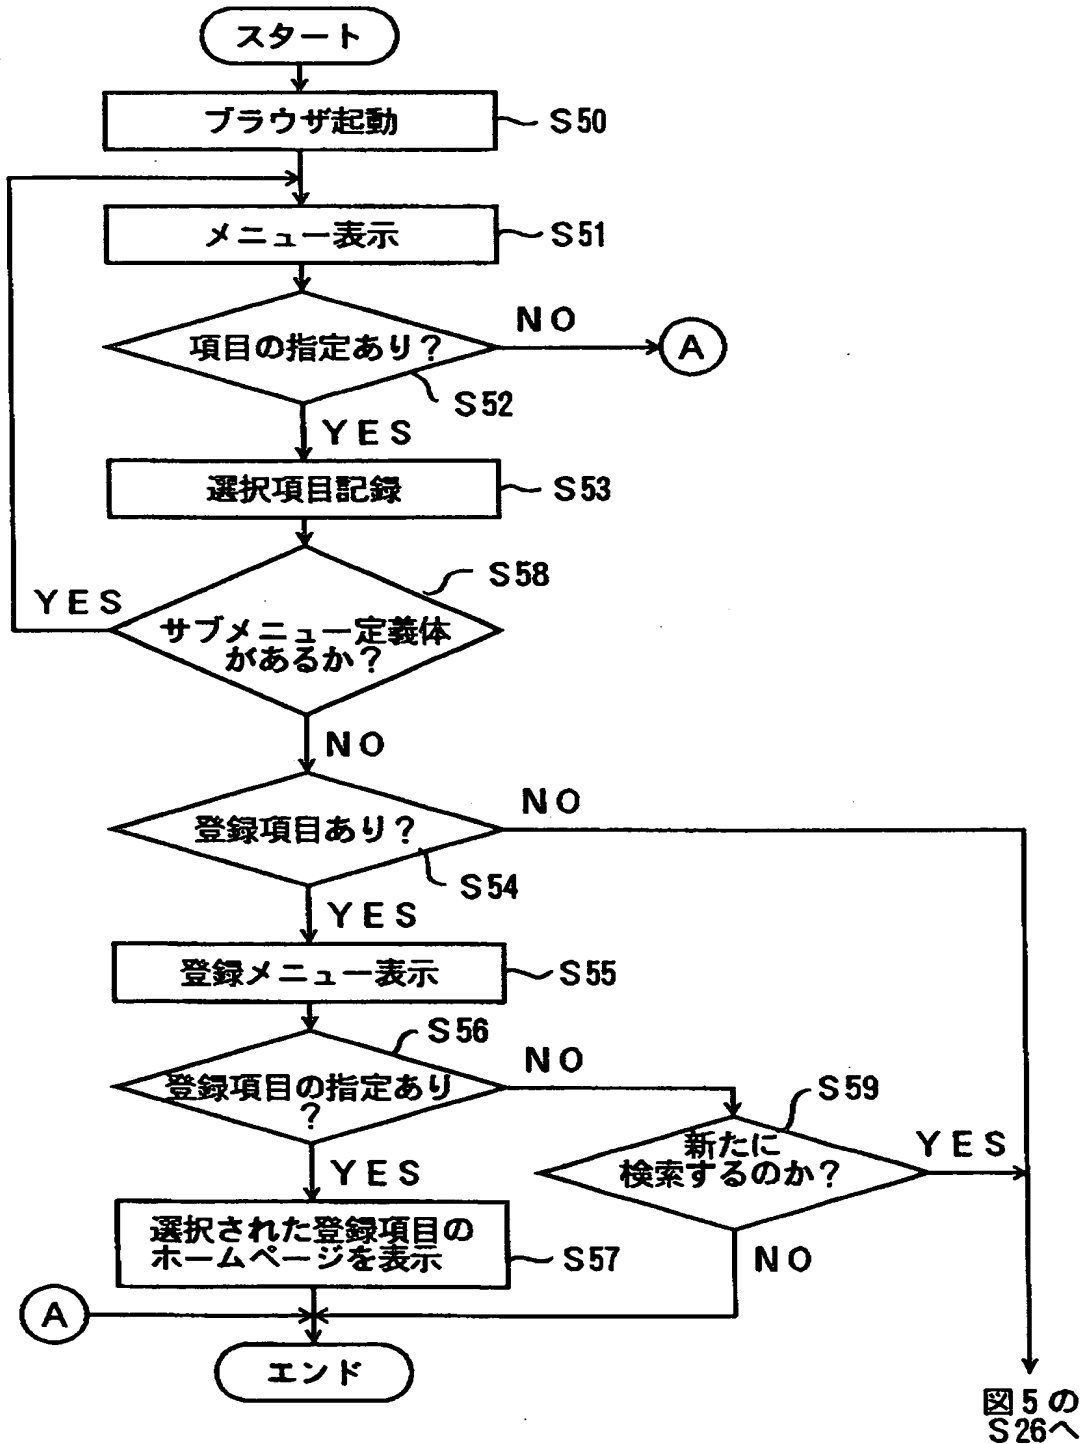 スタート
ブラウザ起動
S50
メニュー表示
S51
項目の指定あり?
NO
A
S52
YES
選択項目記録
S53
S58
YES
サブメニュー定義体
があるか?
NO
登録項目あり?
NO
S54
YES
登録メニュー表示
S55
S56
NO
登録項目の指定あり
?
S59
新たに
検索するのか?
YES
YES
選択された登録項目の
ホームページを表示
S57
NO
A
エンド
図5の
S26へ